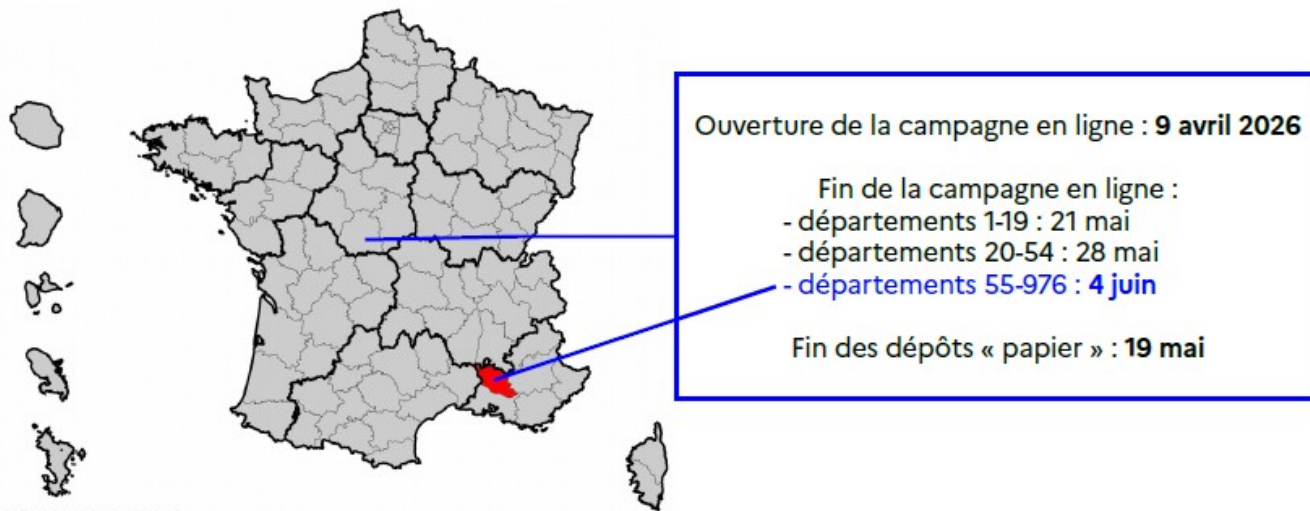 Ouverture de la campagne en ligne : 9 avril 2026
Fin de la campagne en ligne :
- départements 1-19 : 21 mai
- départements 20-54 : 28 mai
- départements 55-976 : 4 juin
Fin des dépôts « papier » : 19 mai